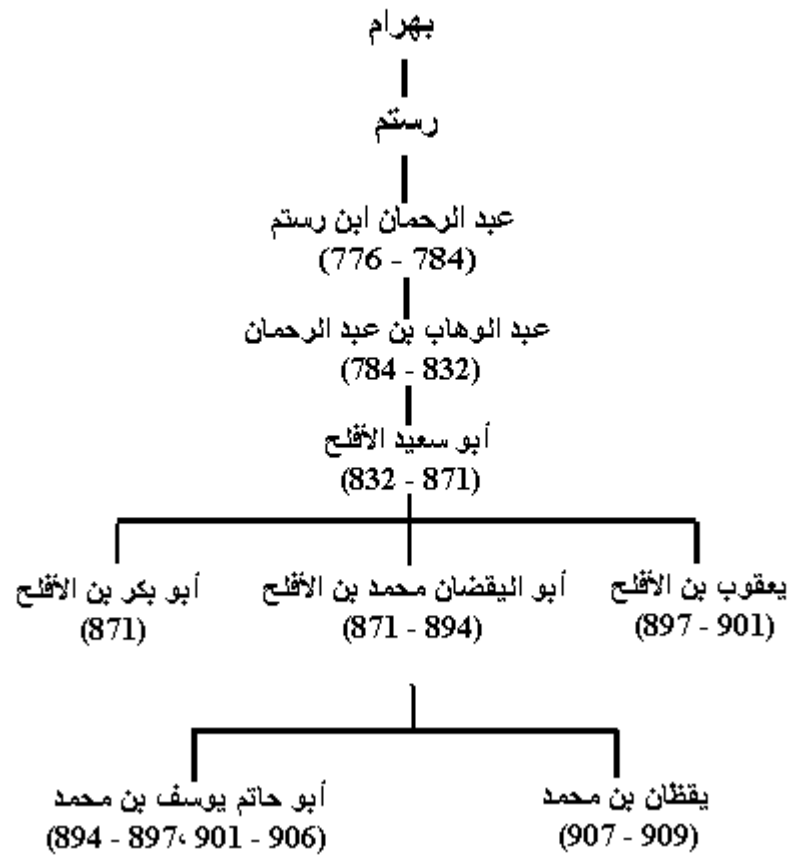 بهرام
رستم
عبد الرحمان ابن رستم
(776 - 784)
عبد الوهاب بن عبد الرحمان
(784 - 832)
أبو سعيد الأفلح
(832 - 871)
يعقوب بن الأفلح
(897 - 901)
أبو اليقضان محمد بن الأفلح
(871 - 894)
أبو بكر بن الأفلح
(871)
يقظان بن محمد
(907 - 909)
أبو حاتم يوسف بن محمد
(894 - 897، 901 - 906)